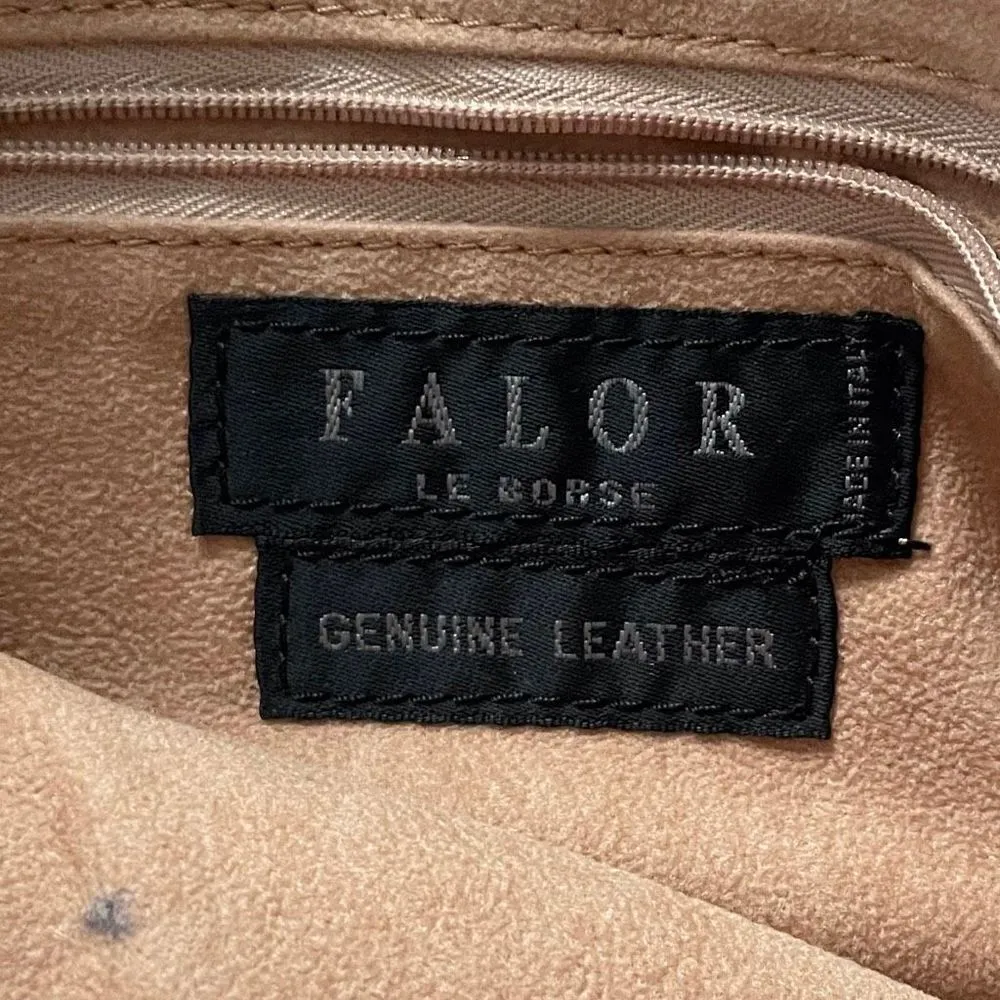 FALOR
LE BORSE
MADE IN ITALY
GENUINE LEATHER